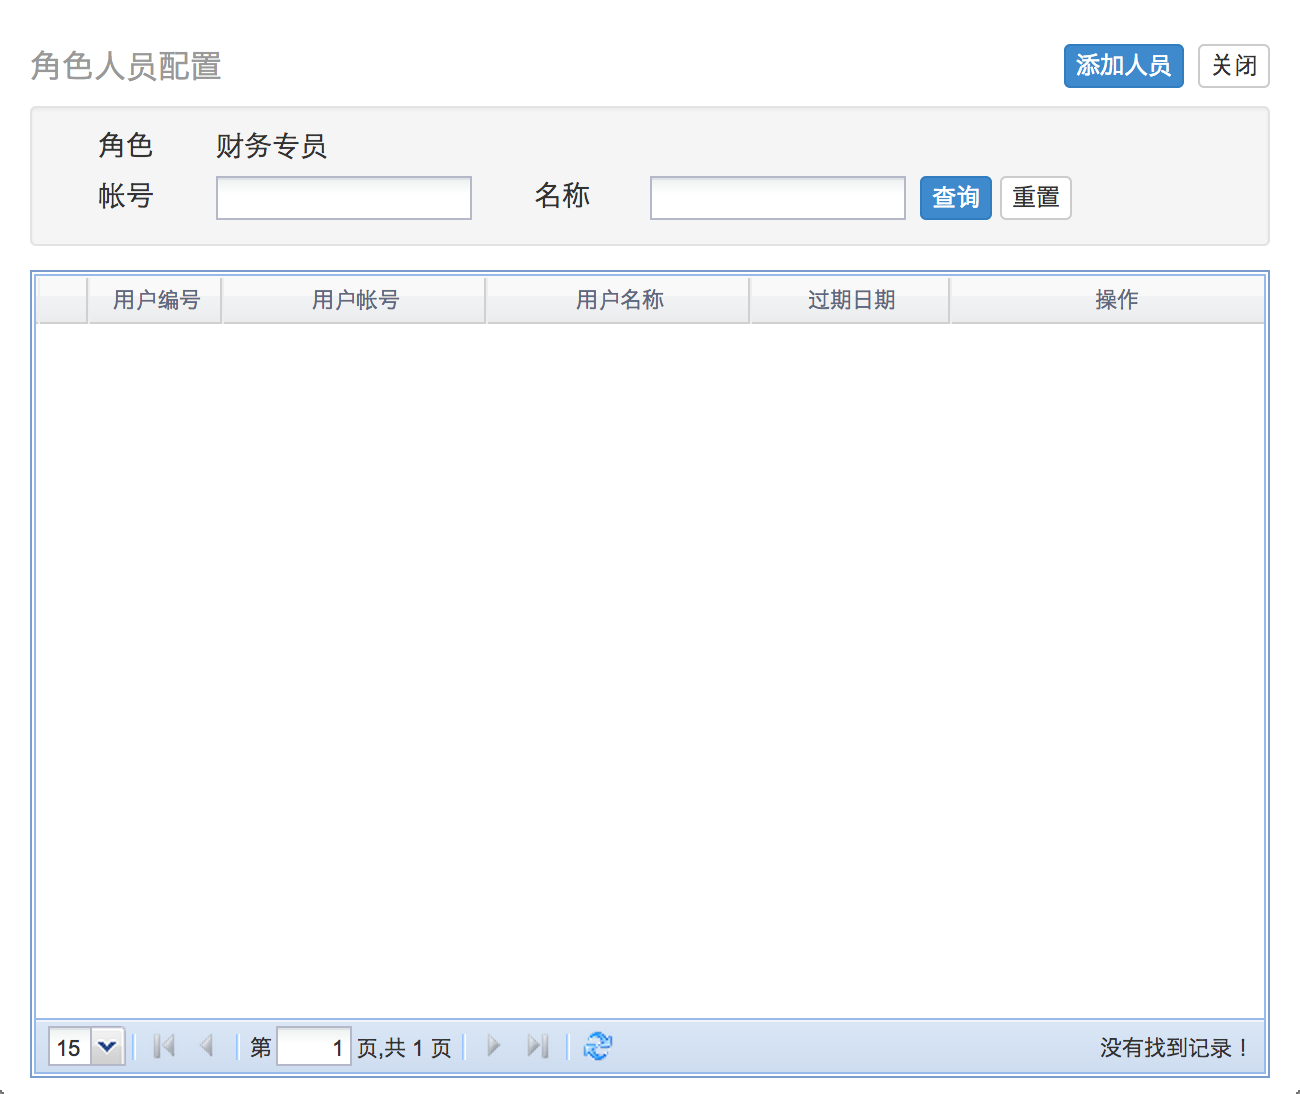 角色人员配置 添加人员 关闭
角色 财务专员
帐号 名称 查询 重置
用户编号 用户帐号 用户名称 过期日期 操作
15 第 1 页,共 1 页 没有找到记录！